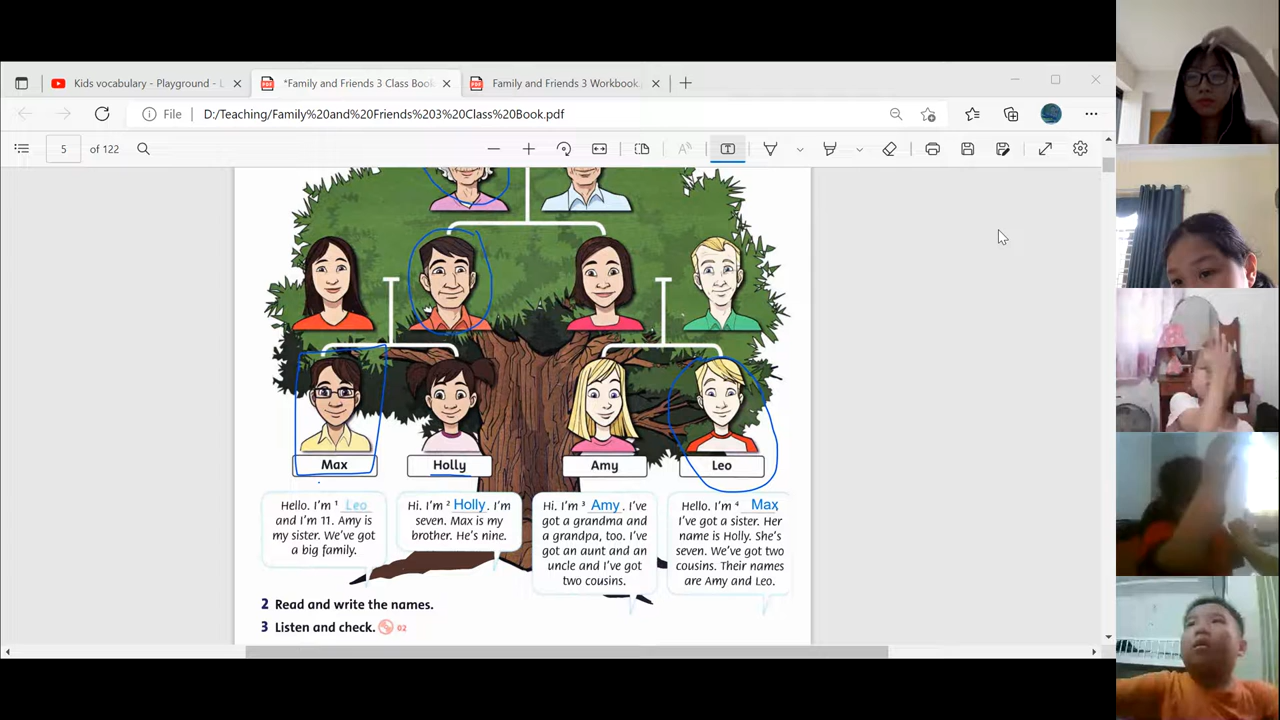 Kids vocabulary - Playground - L
*Family and Friends 3 Class Book
Family and Friends 3 Workbook.
File
D:/Teaching/Family%20and%20Friends%203%20Class%20Book.pdf
5
of 122
Max
Holly
Amy
Leo
Hello. I'm 1 Leo
and I'm 11. Amy is
my sister. We've got
a big family.
Hi. I'm 2 Holly. I'm
seven. Max is my
brother. He's nine.
Hi. I'm 3 Amy. I've
got a grandma and
a grandpa, too. I've
got an aunt and an
uncle and I've got
two cousins.
Hello. I'm 4 Max,
I've got a sister. Her
name is Holly. She's
seven. We've got two
cousins. Their names
are Amy and Leo.
2 Read and write the names.
3 Listen and check. 02